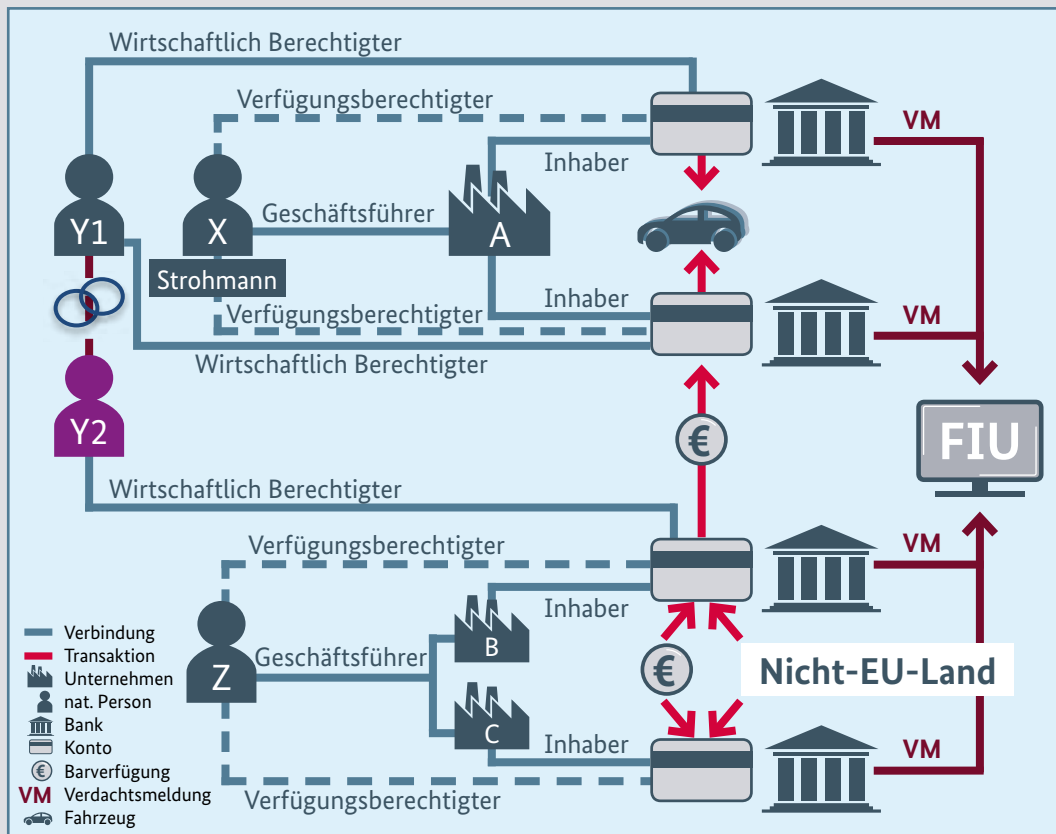 Wirtschaftlich Berechtigter
Verfügungsberechtigter
VM
Inhaber
Y1
X
Geschäftsführer
A
Strohmann
Inhaber
Verfügungsberechtigter
VM
Wirtschaftlich Berechtigter
Y2
€
FIU
Wirtschaftlich Berechtigter
Verfügungsberechtigter
VM
Inhaber
B
Geschäftsführer
Z
€
Nicht-EU-Land
C
Inhaber
VM
Verfügungsberechtigter
Verbindung
Transaktion
Unternehmen
nat. Person
Bank
Konto
€ Barverfügung
VM Verdachtsmeldung
Fahrzeug